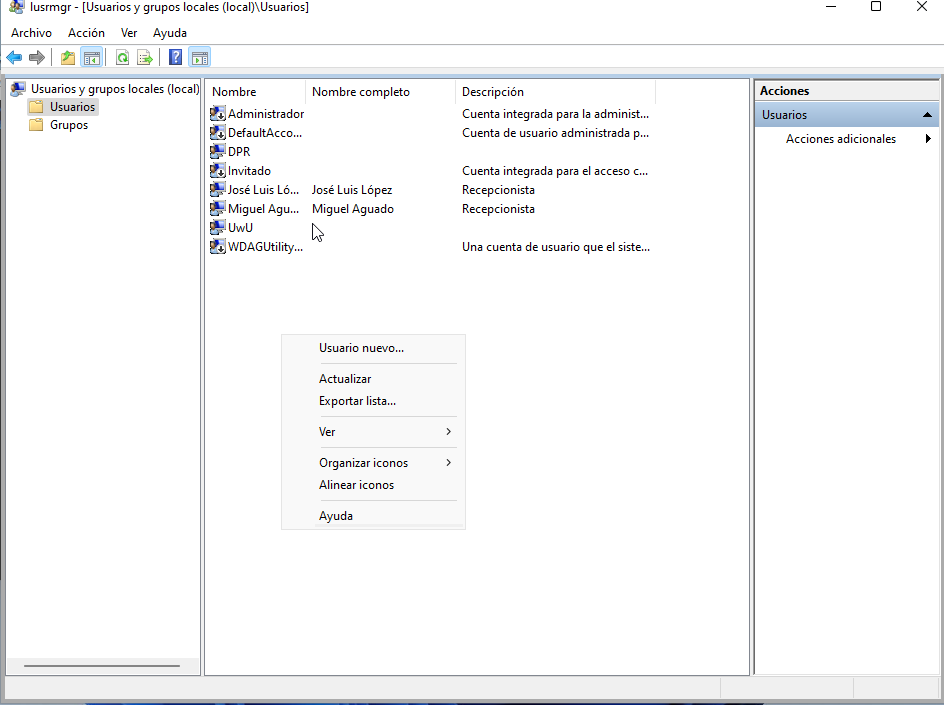 lusrmgr - [Usuarios y grupos locales (local)\Usuarios]
Archivo Acción Ver Ayuda
Usuarios y grupos locales (local)
Usuarios
Grupos
Nombre Nombre completo Descripción
Administrador Cuenta integrada para la administ...
DefaultAcco... Cuenta de usuario administrada p...
DPR
Invitado Cuenta integrada para el acceso c...
José Luis Ló... José Luis López Recepcionista
Miguel Agu... Miguel Aguado Recepcionista
UwU
WDAGUtility... Una cuenta de usuario que el siste...
Usuario nuevo...
Actualizar
Exportar lista...
Ver
Organizar iconos
Alinear iconos
Ayuda
Acciones
Usuarios
Acciones adicionales